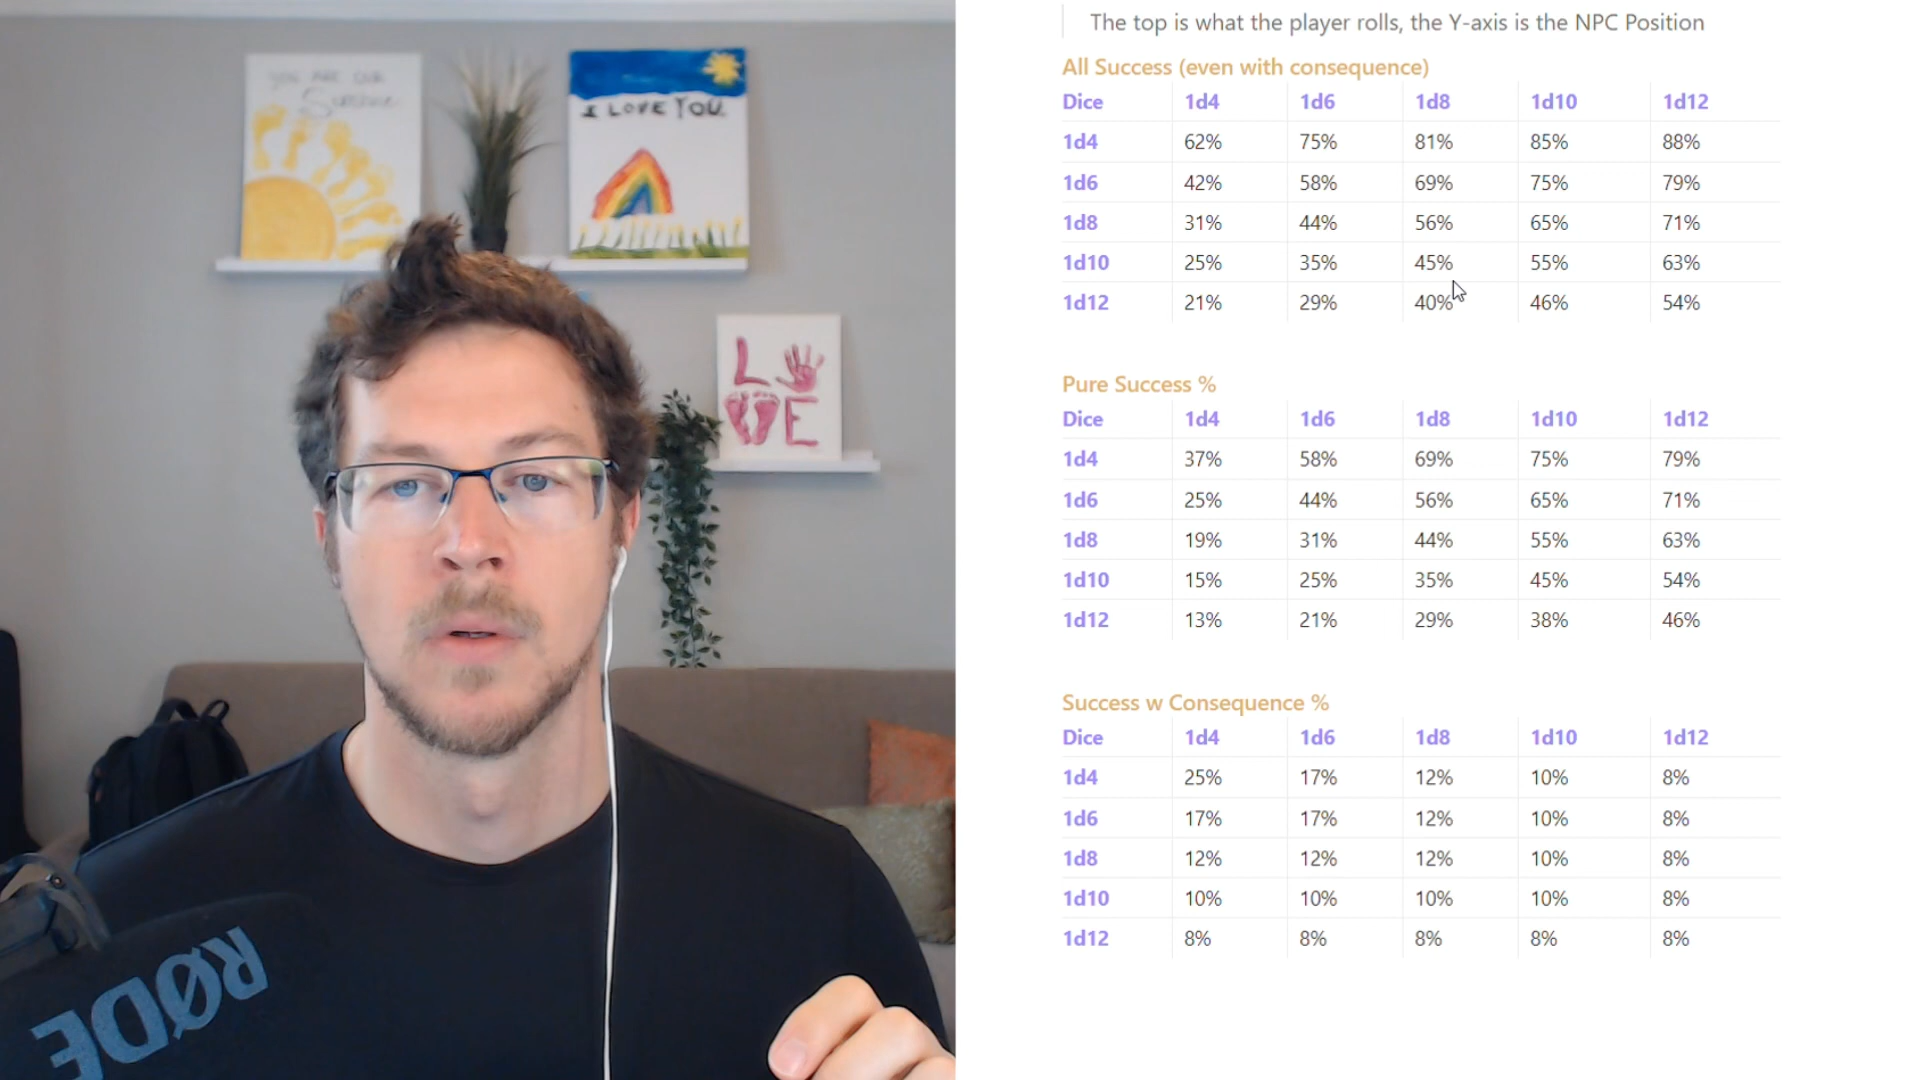 YOU ARE OUR
Sunshine
I LOVE YOU
L
VE
RØDE
The top is what the player rolls, the Y-axis is the NPC Position
All Success (even with consequence)
Dice 1d4 1d6 1d8 1d10 1d12
1d4 62% 75% 81% 85% 88%
1d6 42% 58% 69% 75% 79%
1d8 31% 44% 56% 65% 71%
1d10 25% 35% 45% 55% 63%
1d12 21% 29% 40% 46% 54%
Pure Success %
Dice 1d4 1d6 1d8 1d10 1d12
1d4 37% 58% 69% 75% 79%
1d6 25% 44% 56% 65% 71%
1d8 19% 31% 44% 55% 63%
1d10 15% 25% 35% 45% 54%
1d12 13% 21% 29% 38% 46%
Success w Consequence %
Dice 1d4 1d6 1d8 1d10 1d12
1d4 25% 17% 12% 10% 8%
1d6 17% 17% 12% 10% 8%
1d8 12% 12% 12% 10% 8%
1d10 10% 10% 10% 10% 8%
1d12 8% 8% 8% 8% 8%